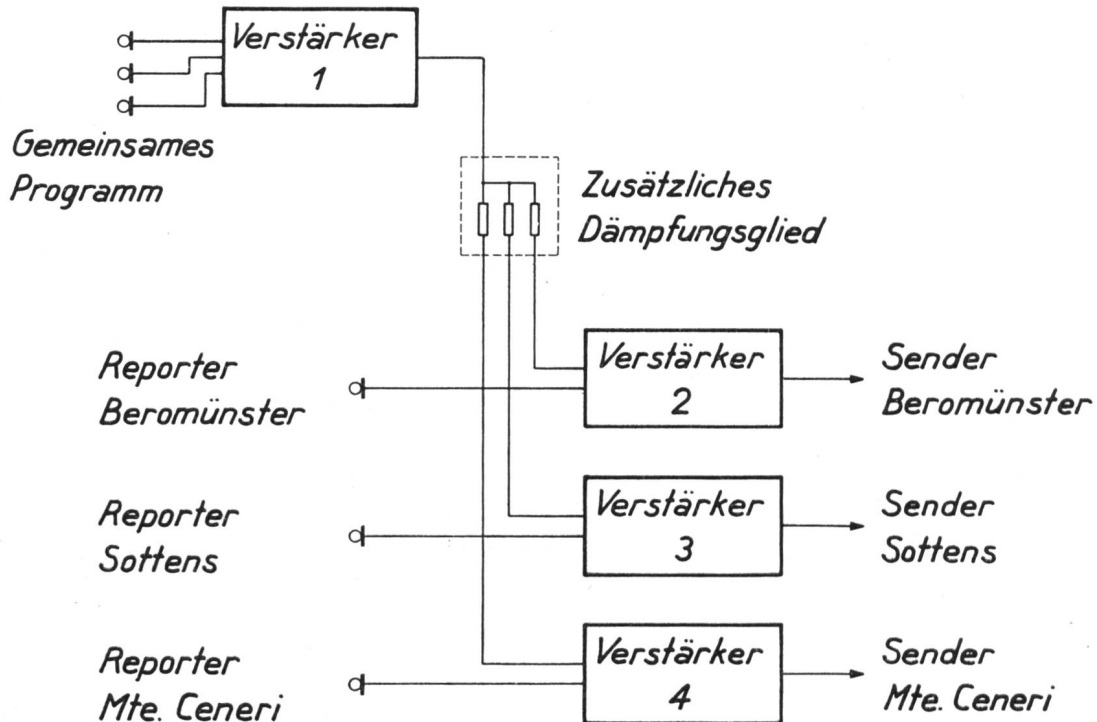 Verstärker
1
Gemeinsames
Programm
Zusätzliches
Dämpfungsglied
Reporter
Beromünster
Verstärker
2
Sender
Beromünster
Reporter
Sottens
Verstärker
3
Sender
Sottens
Reporter
Mte. Ceneri
Verstärker
4
Sender
Mte. Ceneri